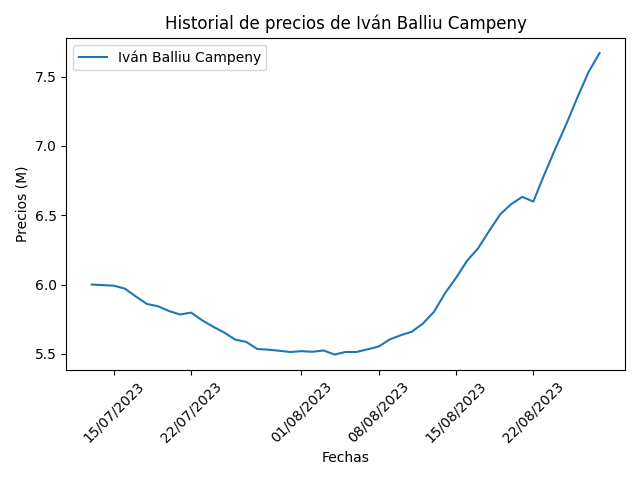 Historial de precios de Iván Balliu Campeny
Iván Balliu Campeny
Precios (M)
7.5
7.0
6.5
6.0
5.5
15/07/2023
22/07/2023
01/08/2023
08/08/2023
15/08/2023
22/08/2023
Fechas